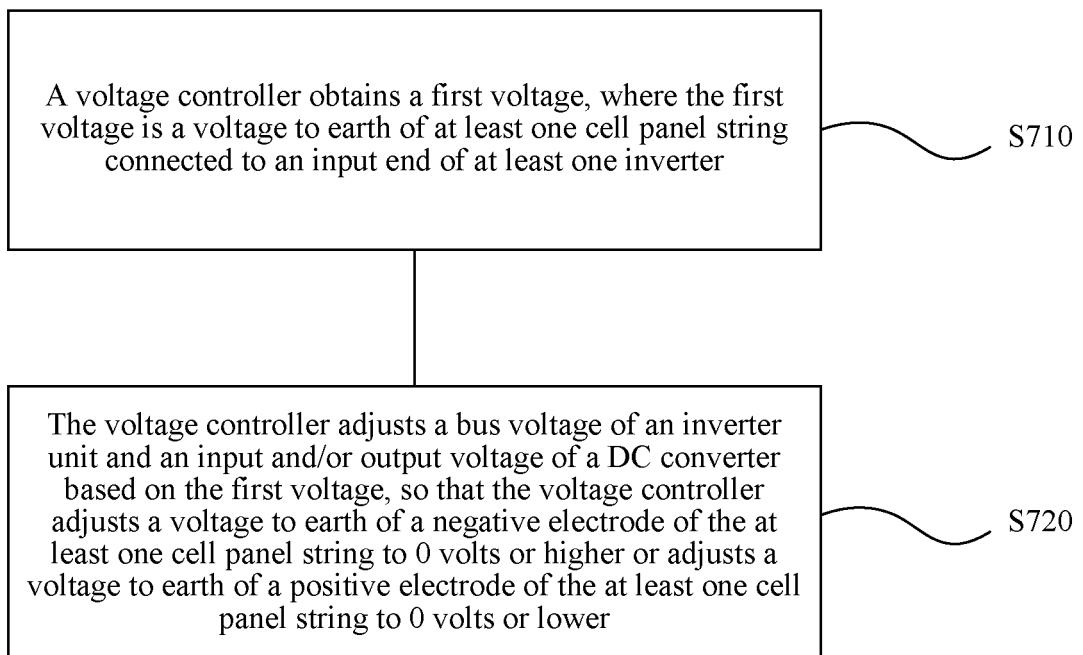 A voltage controller obtains a first voltage, where the first
voltage is a voltage to earth of at least one cell panel string
connected to an input end of at least one inverter
S710
The voltage controller adjusts a bus voltage of an inverter
unit and an input and/or output voltage of a DC converter
based on the first voltage, so that the voltage controller
adjusts a voltage to earth of a negative electrode of the at
least one cell panel string to 0 volts or higher or adjusts a
voltage to earth of a positive electrode of the at least one cell
panel string to 0 volts or lower
S720